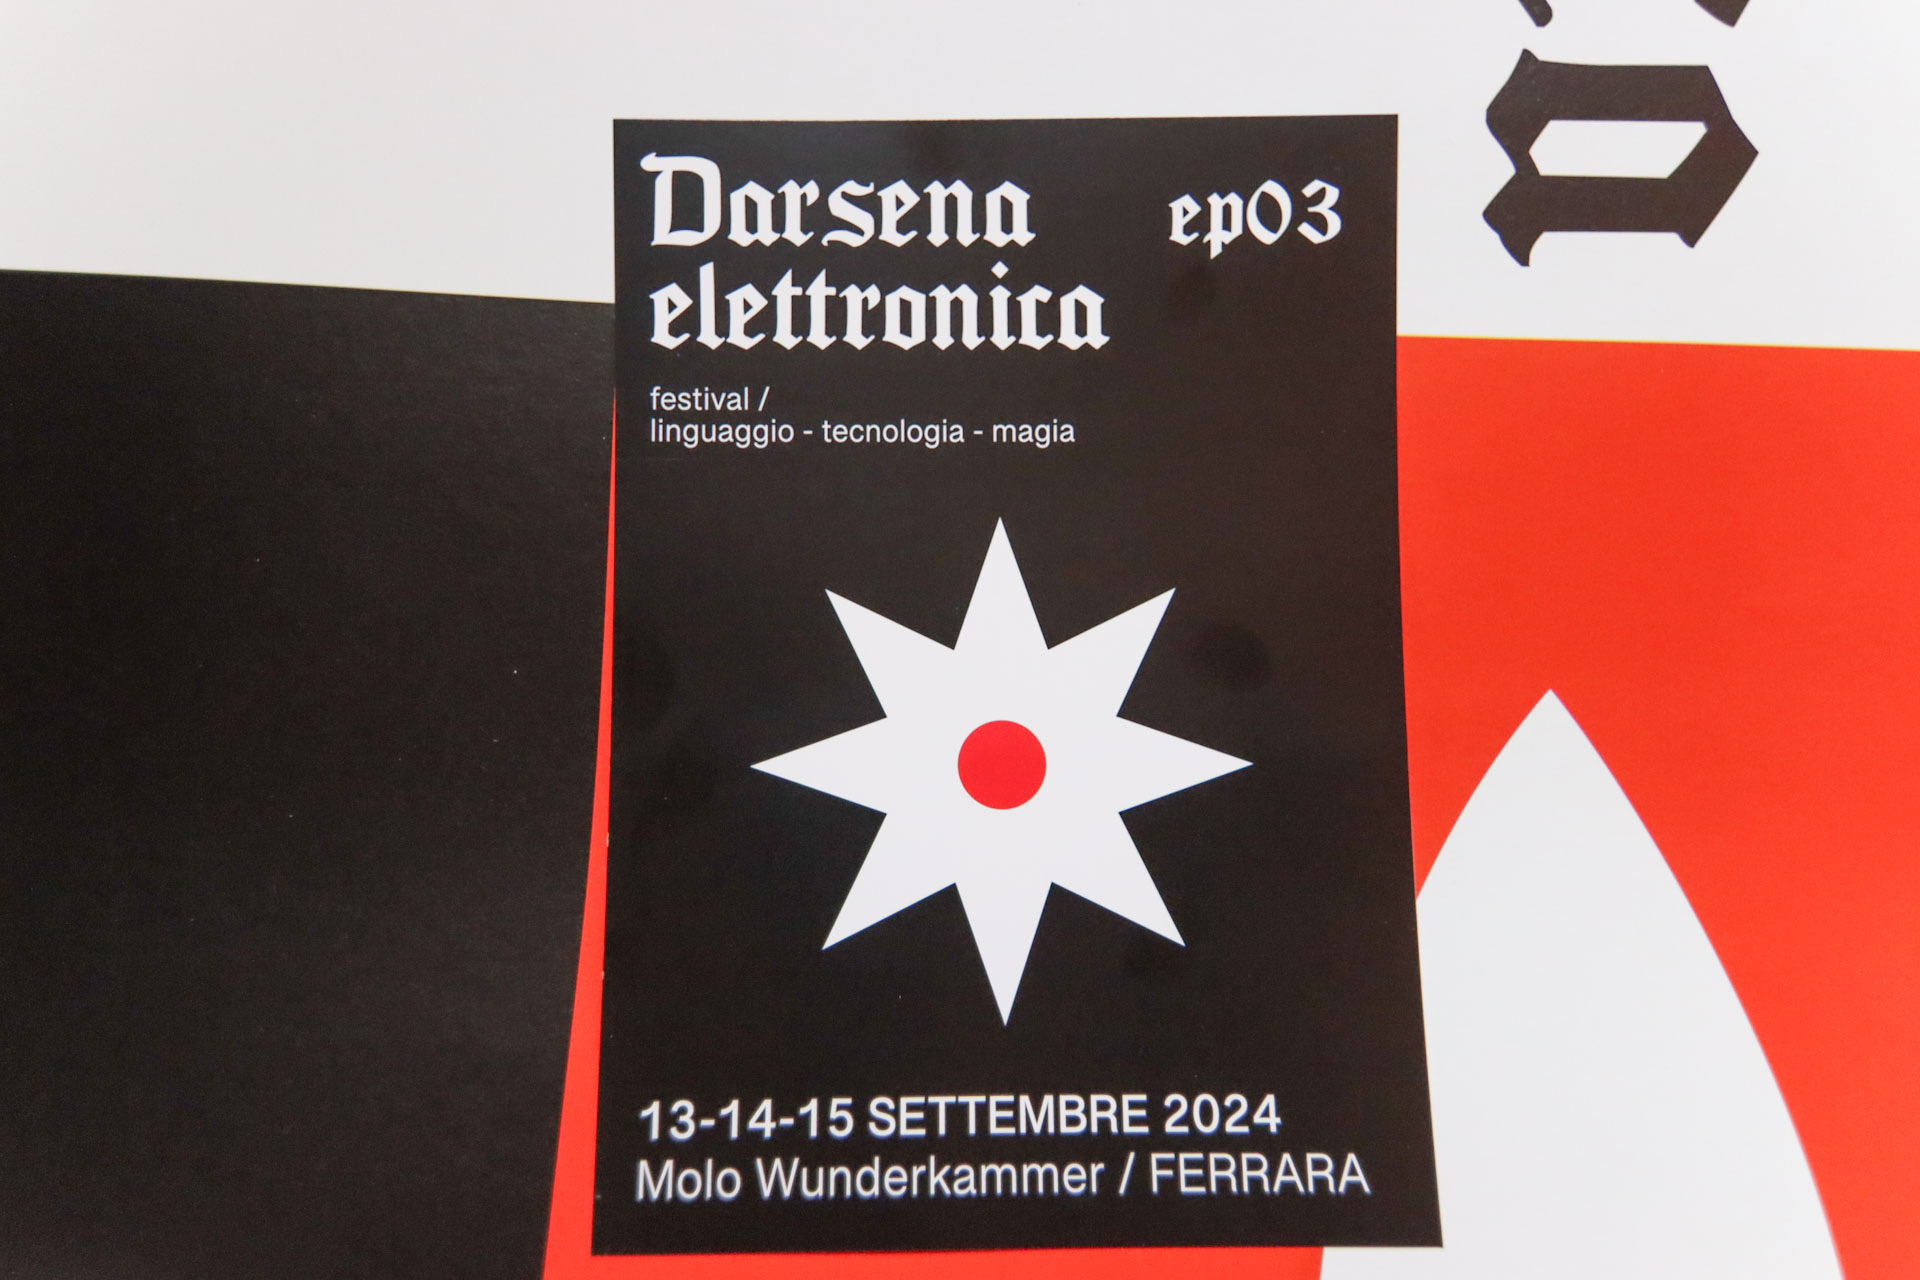 Darsena ep03
elettronica
festival /
linguaggio - tecnologia - magia
13-14-15 SETTEMBRE 2024
Molo Wunderkammer / FERRARA